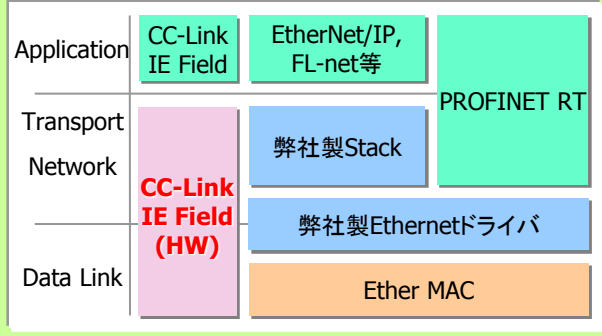 Application
CC-Link
IE Field
EtherNet/IP,
FL-net等
PROFINET RT
Transport
Network
弊社製Stack
CC-Link
IE Field
(HW)
弊社製Ethernetドライバ
Data Link
Ether MAC